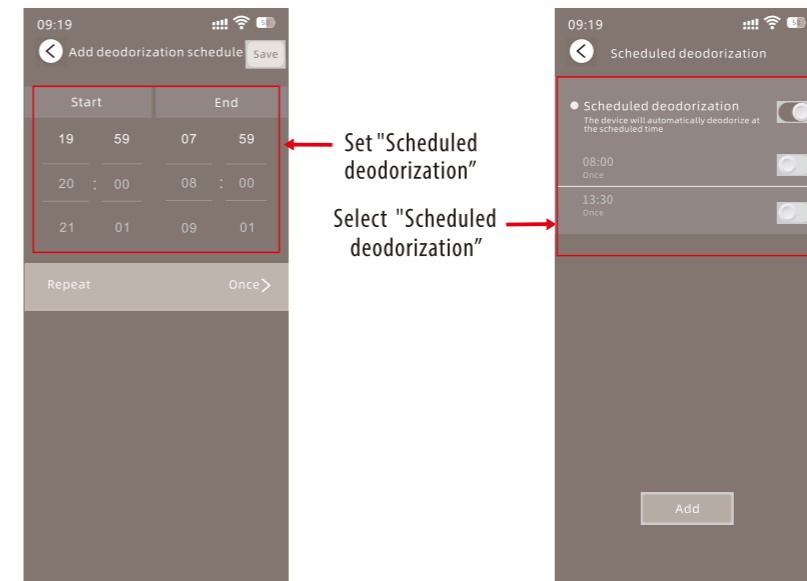 09:19
Add deodorization schedule
Save
Start End
19 59 07 59
20 : 00 08 : 00
21 01 09 01
Repeat Once
Set "Scheduled
deodorization”
Select "Scheduled
deodorization”
09:19
Scheduled deodorization
Scheduled deodorization
The device will automatically deodorize at
the scheduled time
08:00
Once
13:30
Once
Add